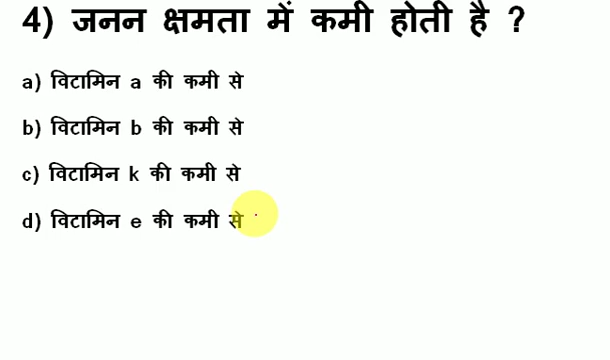 4) जनन क्षमता में कमी होती है ?
a) विटामिन a की कमी से
b) विटामिन b की कमी से
c) विटामिन k की कमी से
d) विटामिन e की कमी से